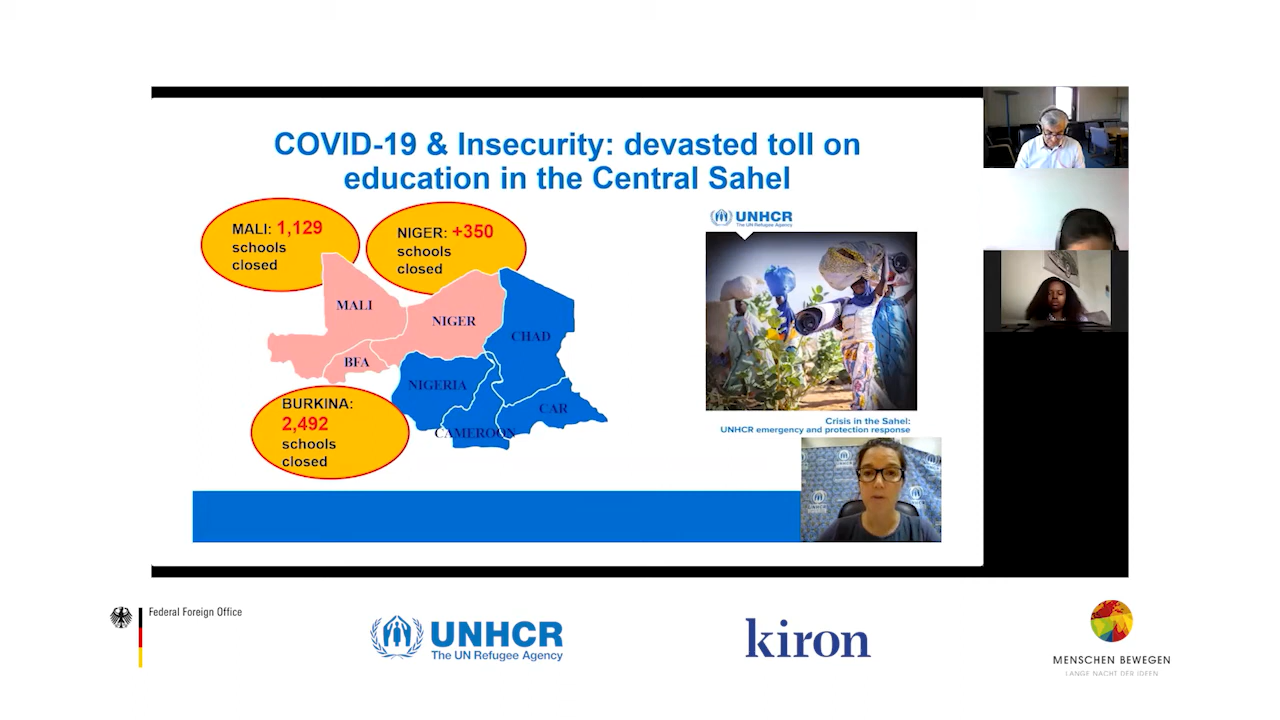 COVID-19 & Insecurity: devasted toll on
education in the Central Sahel
MALI: 1,129
schools
closed
NIGER: +350
schools
closed
MALI
NIGER
CHAD
BFA
NIGERIA
CAR
CAMEROON
BURKINA:
2,492
schools
closed
UNHCR
The UN Refugee Agency
Crisis in the Sahel:
UNHCR emergency and protection response
Federal Foreign Office
UNHCR
The UN Refugee Agency
kiron
MENSCHEN BEWEGEN
LANGE NACHT DER IDEEN